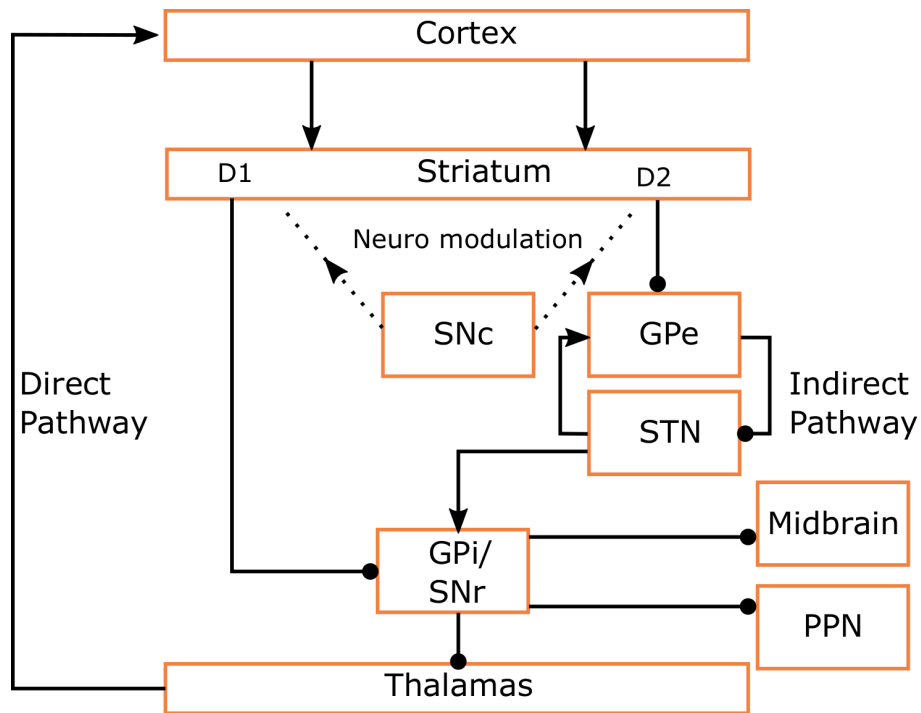 Cortex
D1
Striatum
D2
Neuro modulation
SNc
GPe
Direct
Pathway
Indirect
Pathway
STN
Midbrain
GPi/
SNr
PPN
Thalamas